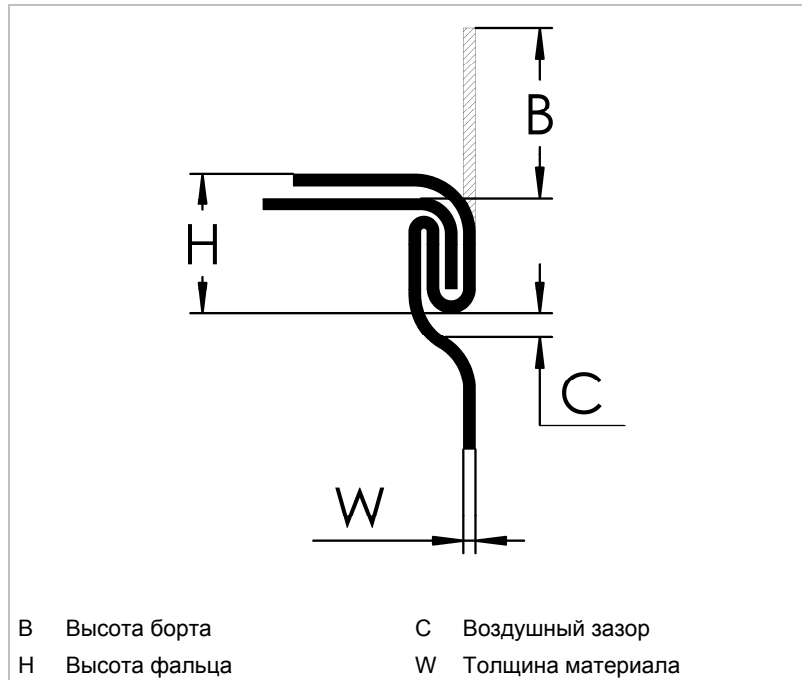 B
H
C
W
B Высота борта
C Воздушный зазор
H Высота фальца
W Толщина материала